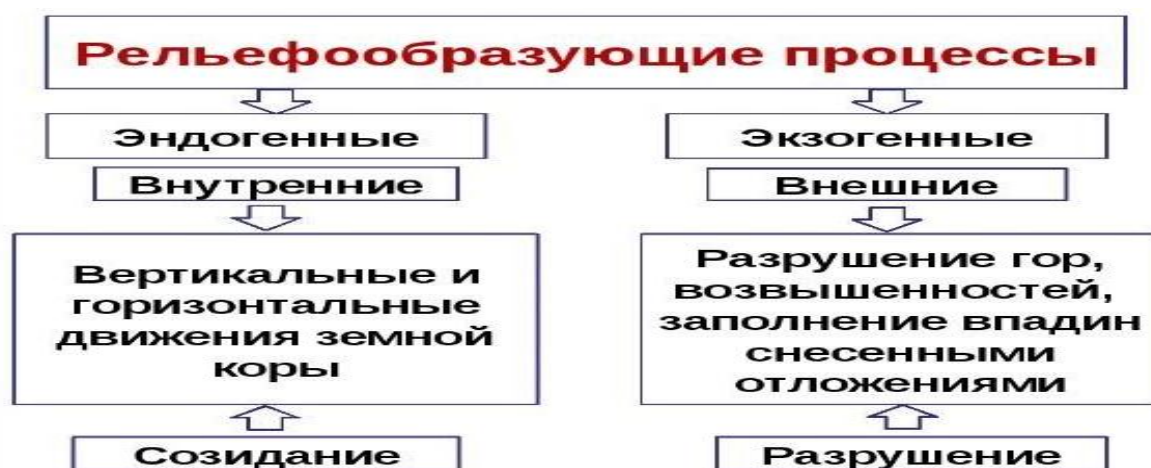 Рельефообразующие процессы
Эндогенные
Экзогенные
Внутренние
Внешние
Вертикальные и
горизонтальные
движения земной
коры
Разрушение гор,
возвышенностей,
заполнение впадин
снесенными
отложениями
Созидание
Разрушение